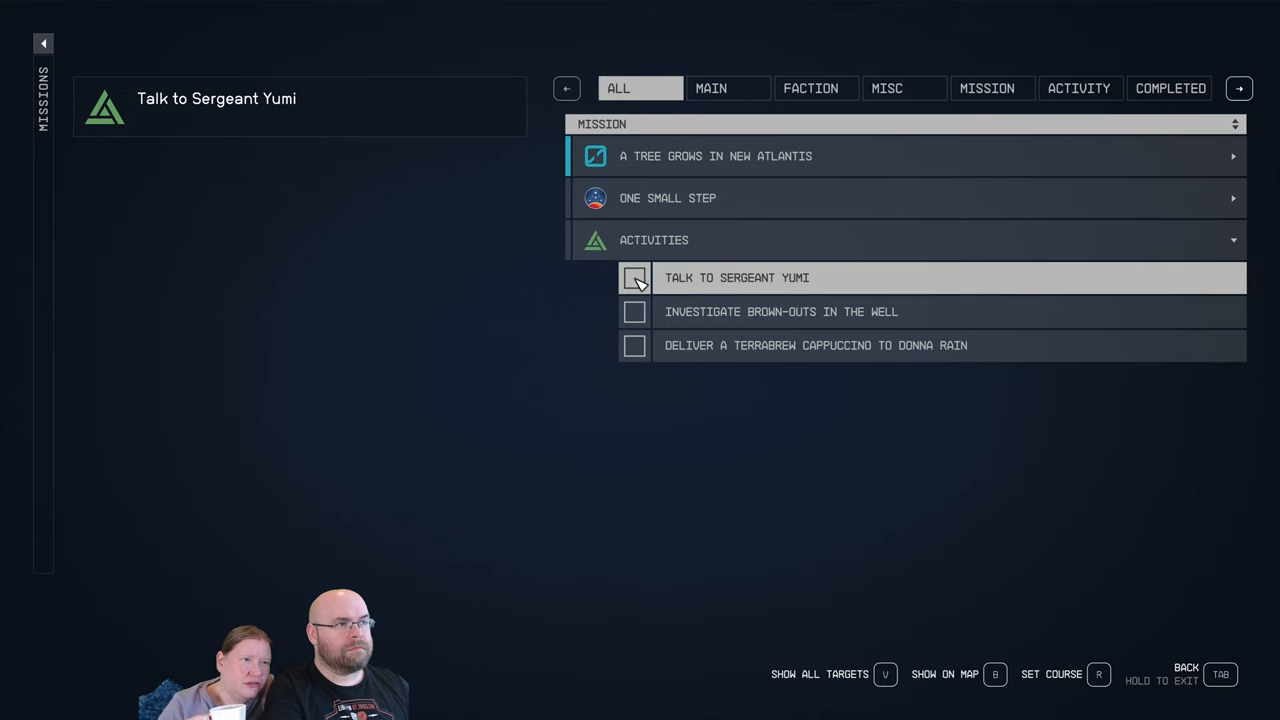 MISSIONS
Talk to Sergeant Yumi
ALL
MAIN
FACTION
MISC
MISSION
ACTIVITY
COMPLETED
MISSION
A TREE GROWS IN NEW ATLANTIS
ONE SMALL STEP
ACTIVITIES
TALK TO SERGEANT YUMI
INVESTIGATE BROWN-OUTS IN THE WELL
DELIVER A TERRABREW CAPPUCCINO TO DONNA RAIN
SHOW ALL TARGETS V
SHOW ON MAP B
SET COURSE R
BACK
HOLD TO EXIT
TAB